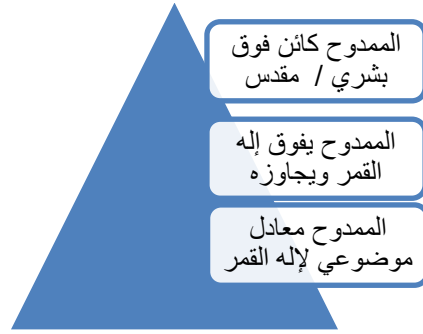 الممدوح كائن فوق
بشري / مقدس
الممدوح يفوق إله
القمر ويجاوزه
الممدوح معادل
موضوعي لإله القمر